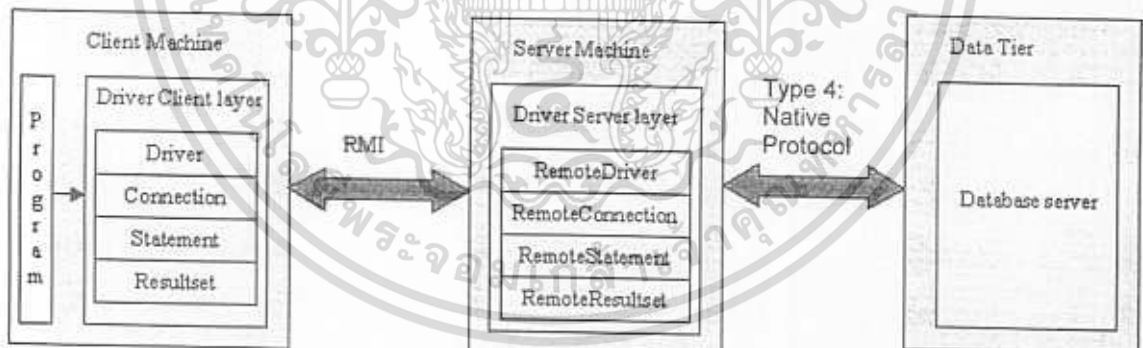 Client Machine
Program
Driver Client layer
Driver
Connection
Statement
Resultset
RMI
Server Machine
Driver Server layer
RemoteDriver
RemoteConnection
RemoteStatement
RemoteResultset
Type 4:
Native
Protocol
Data Tier
Database server